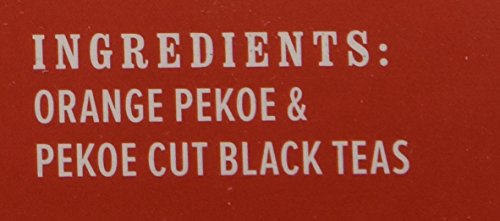 INGREDIENTS:
ORANGE PEKOE &
PEKOE CUT BLACK TEAS